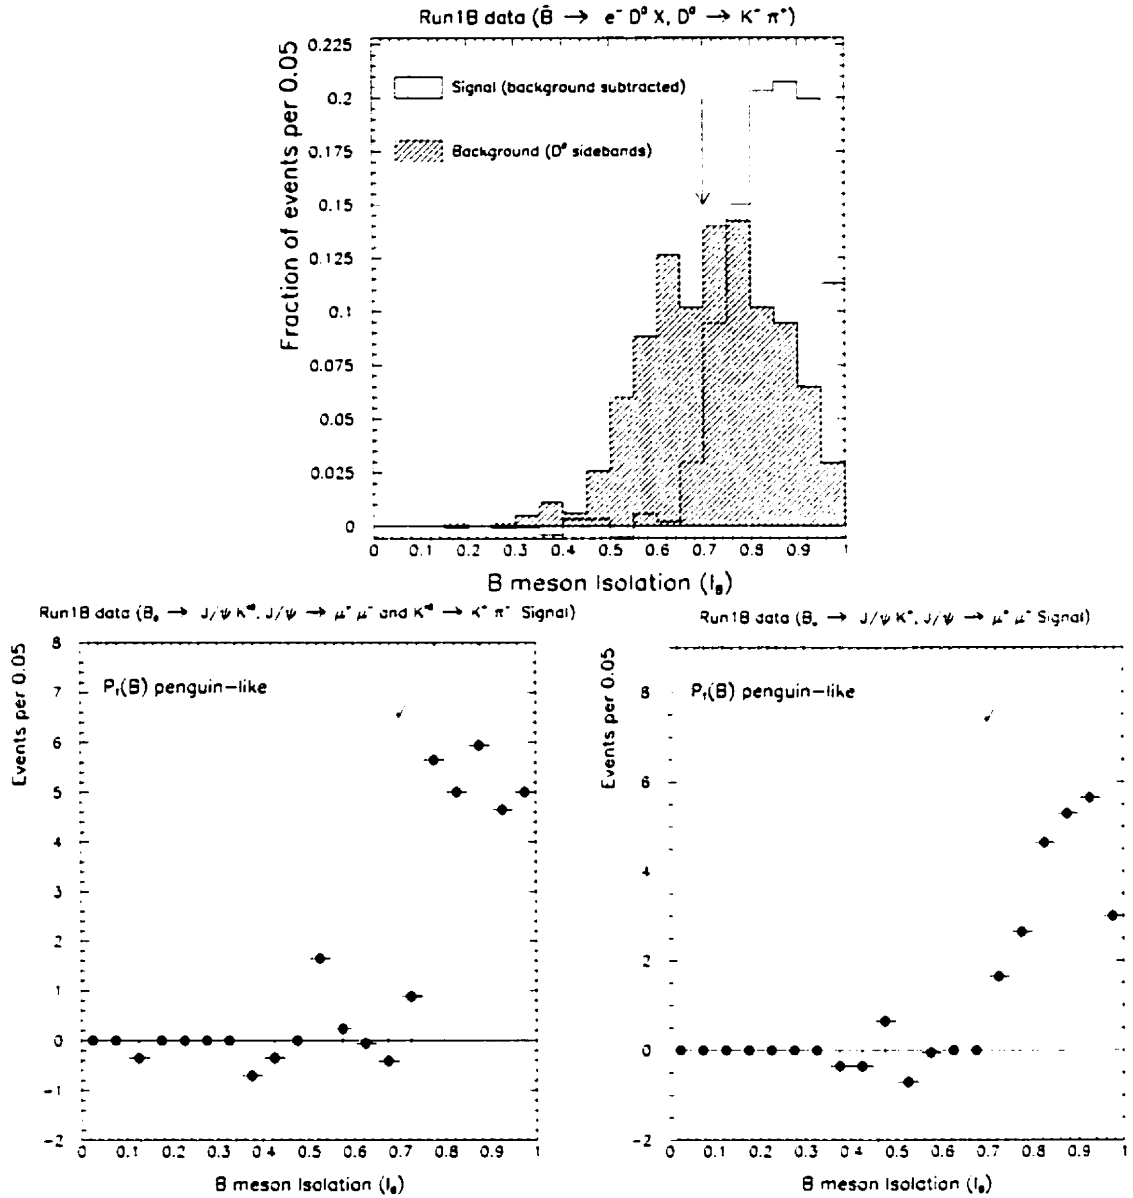 Run1B data (B̄ → e⁻ D⁰ X, D⁰ → K⁻ π⁺)
Fraction of events per 0.05
0.225
0.2
0.175
0.15
0.125
0.1
0.075
0.05
0.025
0
Signal (background subtracted)
Background (D⁰ sidebands)
0 0.1 0.2 0.3 0.4 0.5 0.6 0.7 0.8 0.9 1
B meson Isolation (I_B)
Run1B data (B₀ → J/ψ K*⁰, J/ψ → μ⁺ μ⁻ and K*⁰ → K⁺ π⁻ Signal)
Events per 0.05
8
7
6
5
4
3
2
1
0
-1
-2
P_t(B) penguin-like
0 0.1 0.2 0.3 0.4 0.5 0.6 0.7 0.8 0.9 1
B meson Isolation (I_B)
Run1B data (B → J/ψ K⁺, J/ψ → μ⁺ μ⁻ Signal)
Events per 0.05
8
6
4
2
0
-2
P_t(B) penguin-like
0 0.1 0.2 0.3 0.4 0.5 0.6 0.7 0.8 0.9 1
B meson Isolation (I_B)